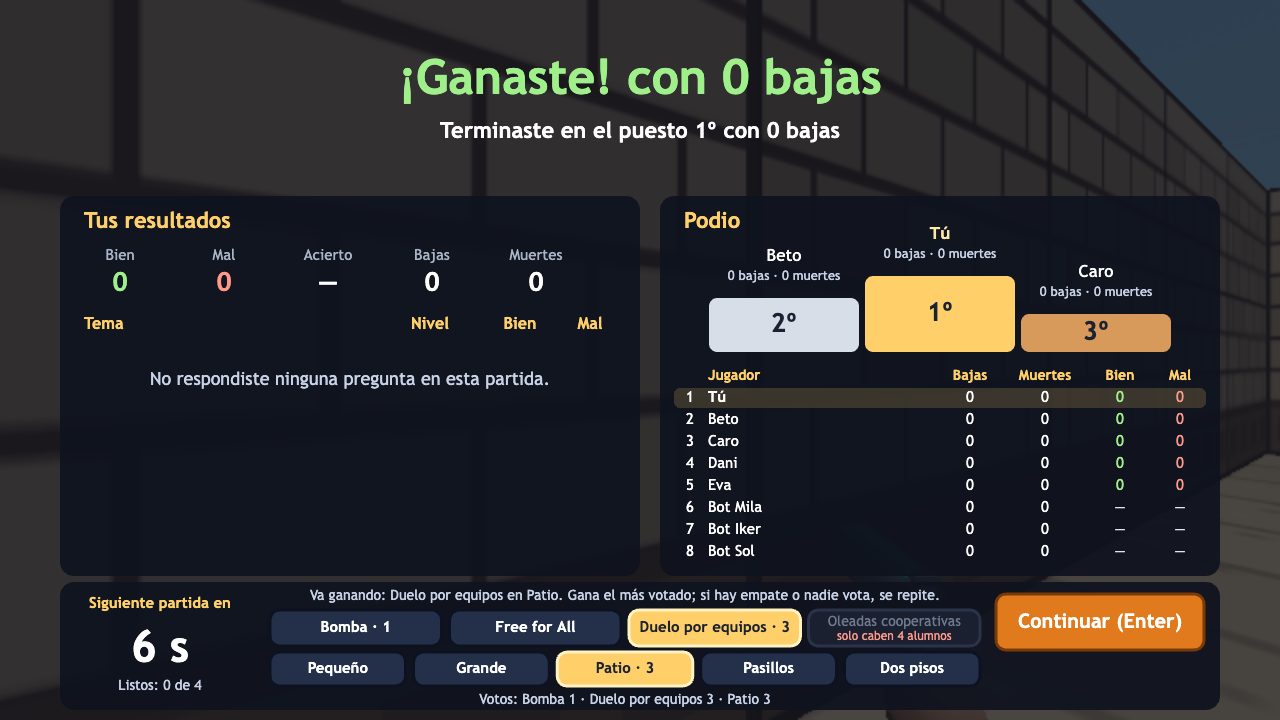 ¡Ganaste! con 0 bajas
Terminaste en el puesto 1º con 0 bajas
Tus resultados
Bien Mal Acierto Bajas Muertes
0 0 — 0 0
Tema Nivel Bien Mal
No respondiste ninguna pregunta en esta partida.
Podio
Tú
0 bajas · 0 muertes
Beto
0 bajas · 0 muertes
Caro
0 bajas · 0 muertes
2º 1º 3º
Jugador Bajas Muertes Bien Mal
1 Tú 0 0 0 0
2 Beto 0 0 0 0
3 Caro 0 0 0 0
4 Dani 0 0 0 0
5 Eva 0 0 0 0
6 Bot Mila 0 0 — —
7 Bot Iker 0 0 — —
8 Bot Sol 0 0 — —
Siguiente partida en
6 s
Listos: 0 de 4
Va ganando: Duelo por equipos en Patio. Gana el más votado; si hay empate o nadie vota, se repite.
Bomba · 1
Free for All
Duelo por equipos · 3
Oleadas cooperativas
solo caben 4 alumnos
Pequeño
Grande
Patio · 3
Pasillos
Dos pisos
Votos: Bomba 1 · Duelo por equipos 3 · Patio 3
Continuar (Enter)